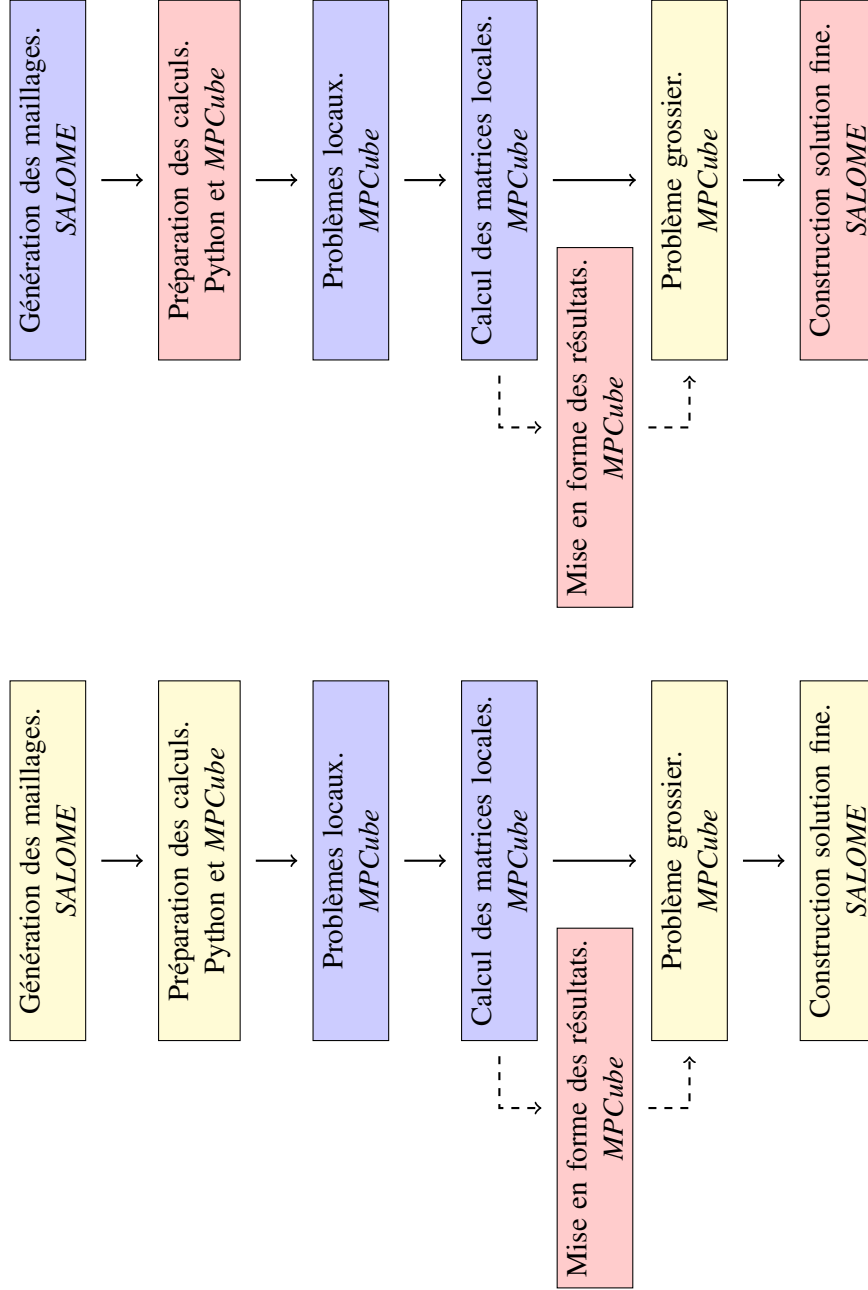 Génération des maillages.
SALOME
Préparation des calculs.
Python et MPCube
Problèmes locaux.
MPCube
Calcul des matrices locales.
MPCube
Mise en forme des résultats.
MPCube
Problème grossier.
MPCube
Construction solution fine.
SALOME
Génération des maillages.
SALOME
Préparation des calculs.
Python et MPCube
Problèmes locaux.
MPCube
Calcul des matrices locales.
MPCube
Mise en forme des résultats.
MPCube
Problème grossier.
MPCube
Construction solution fine.
SALOME